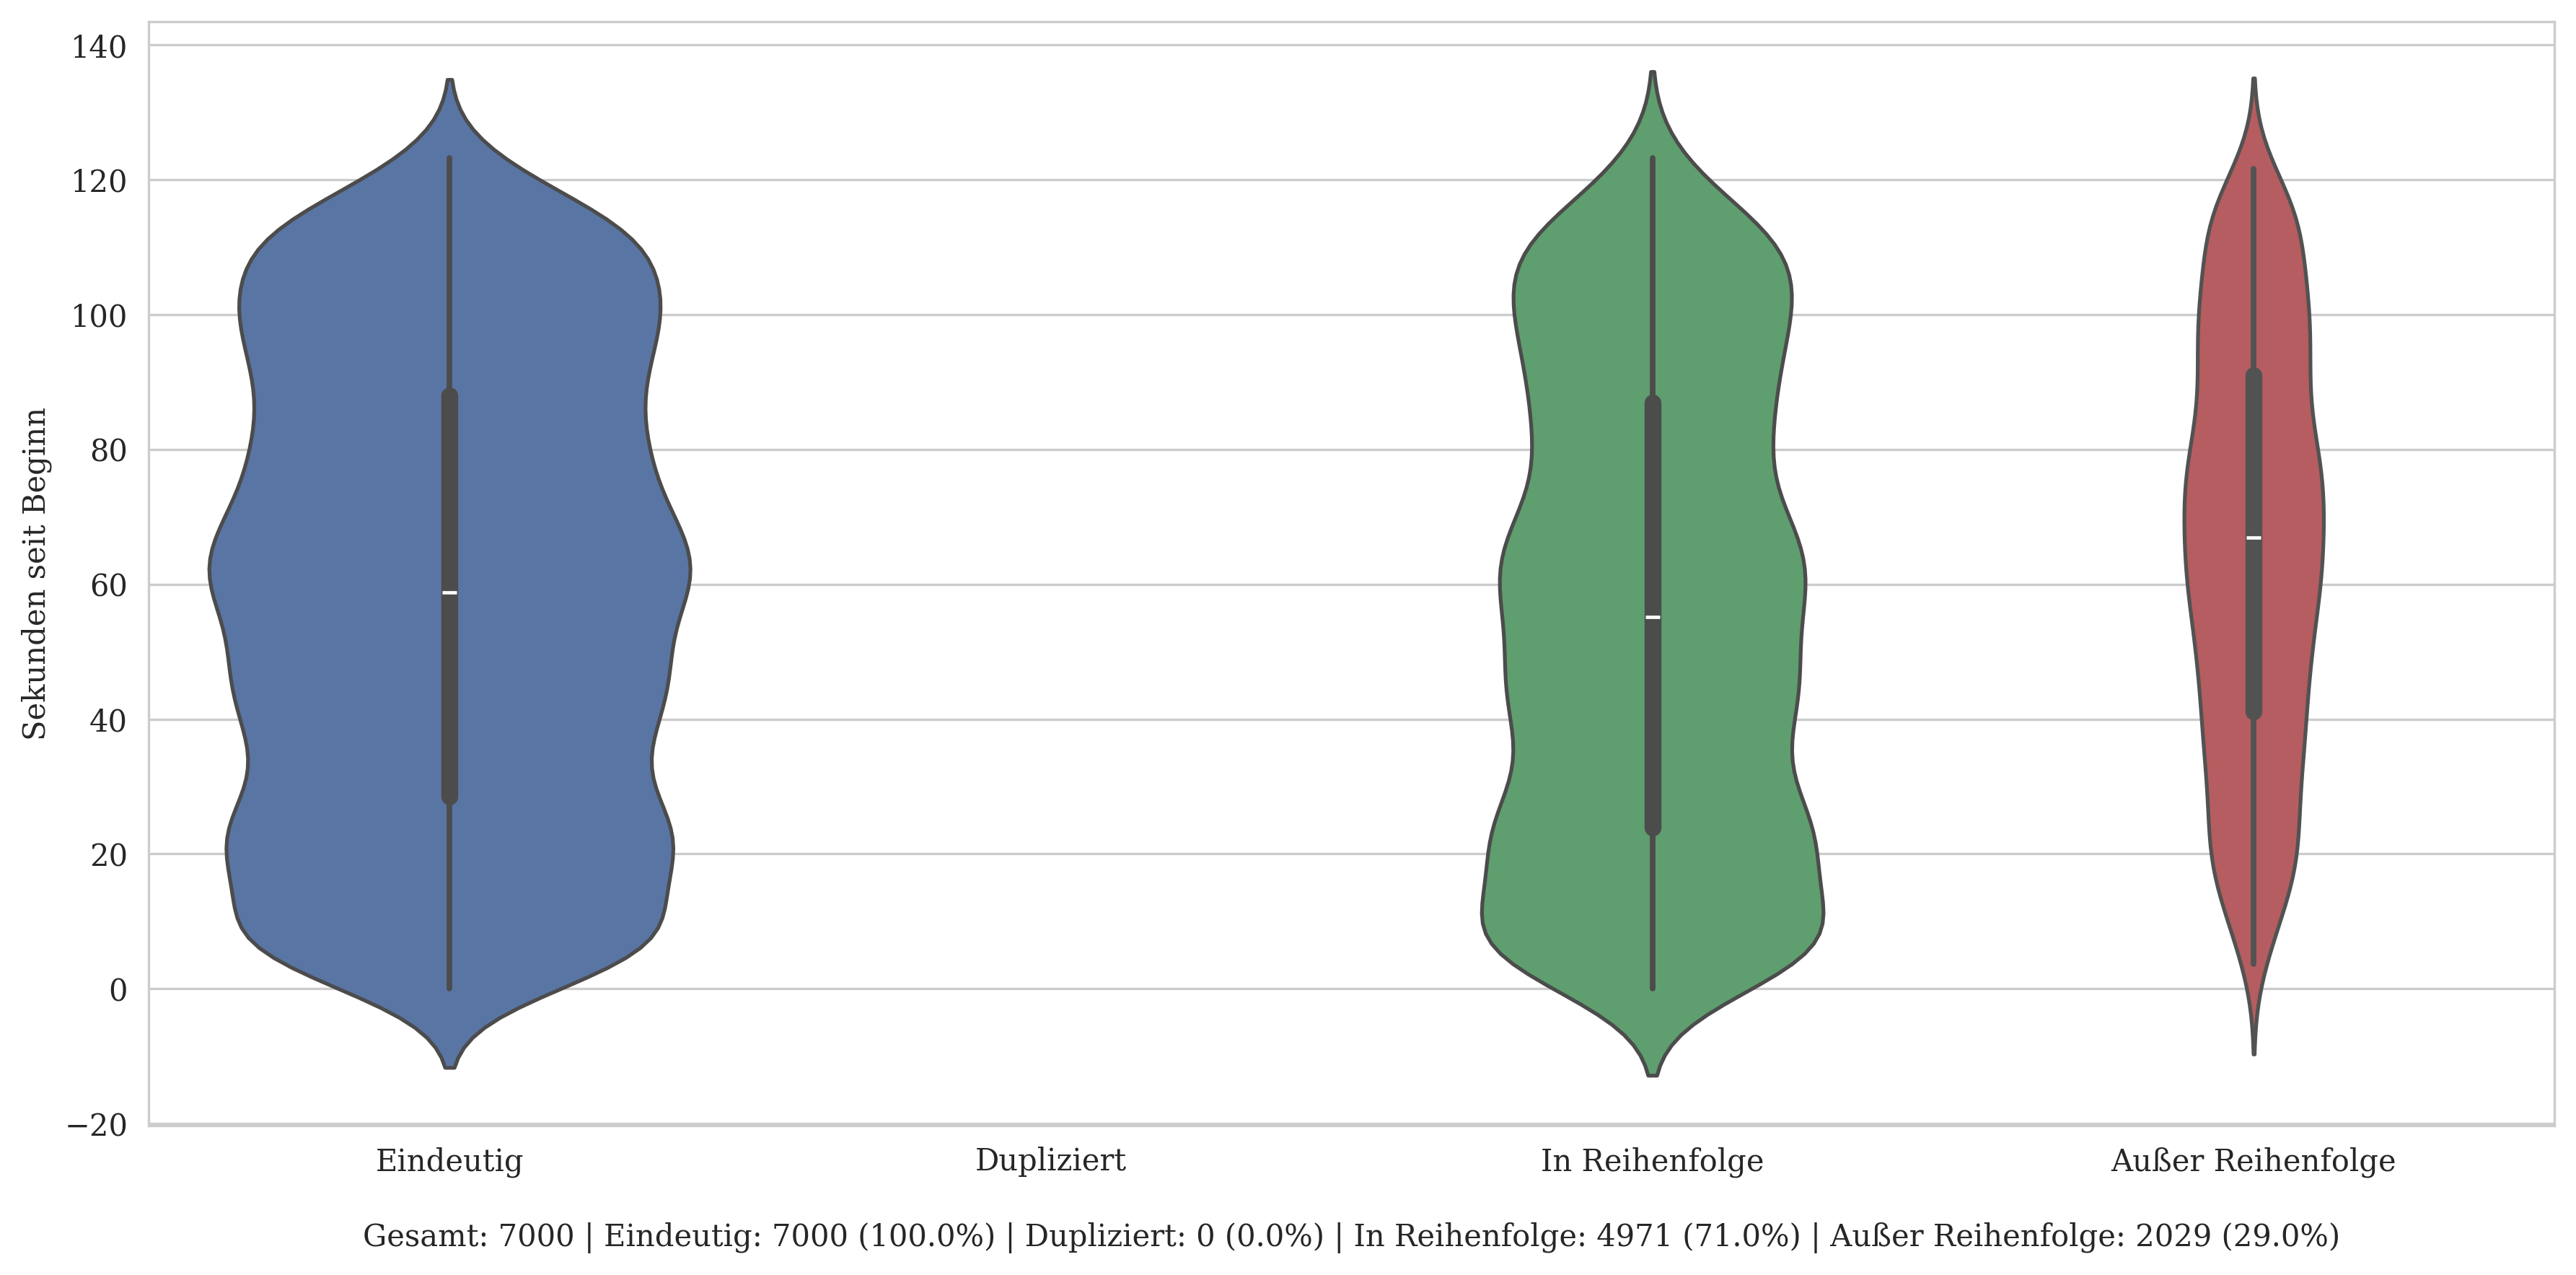 Sekunden seit Beginn
140
120
100
80
60
40
20
0
−20
Eindeutig
Dupliziert
In Reihenfolge
Außer Reihenfolge
Gesamt: 7000 | Eindeutig: 7000 (100.0%) | Dupliziert: 0 (0.0%) | In Reihenfolge: 4971 (71.0%) | Außer Reihenfolge: 2029 (29.0%)